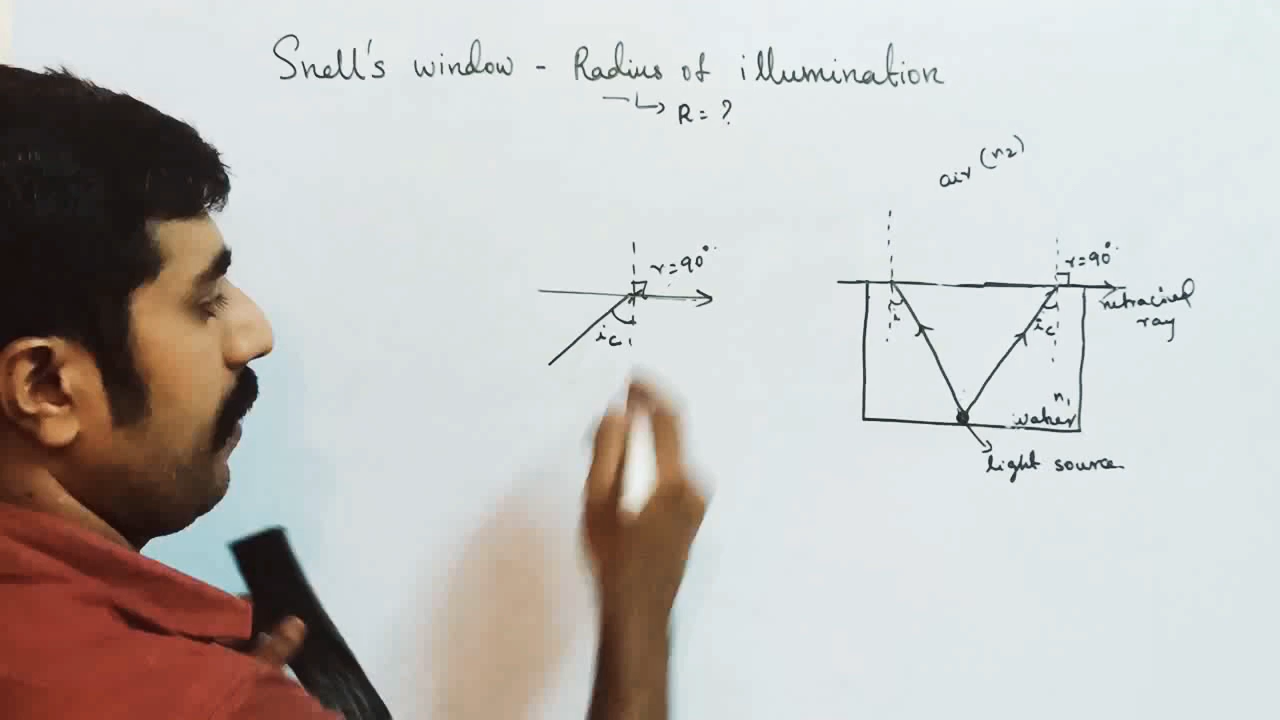 Snell's window - Radius of illumination
R = ?
air (n2)
r=90°
ic
r=90°
i
ic
refracted
ray
n1
water
light source